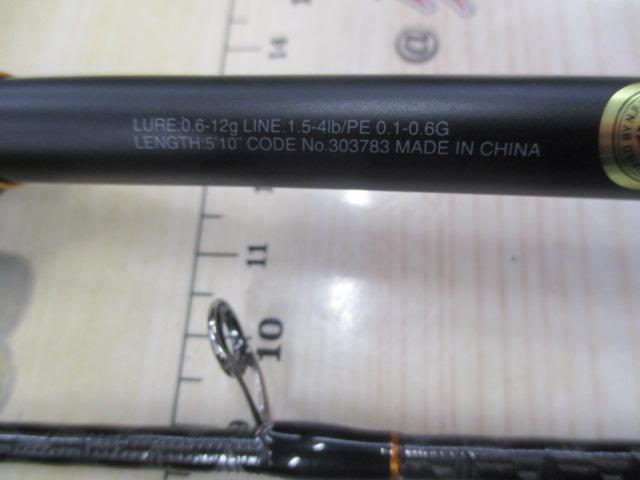 14
@
LURE:0.6-12g LINE:1.5-4lb/PE 0.1-0.6G
LENGTH:5'10" CODE No.303783 MADE IN CHINA
11
10
9